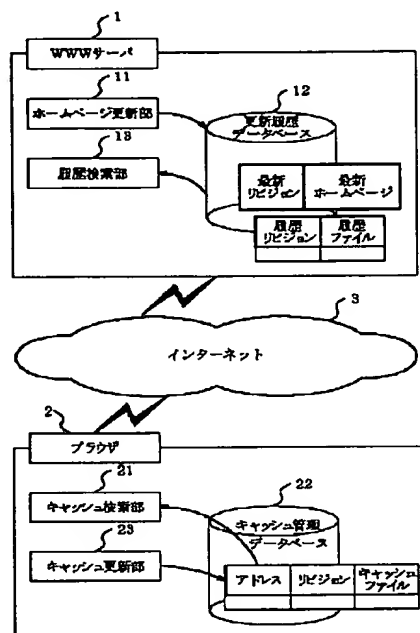 1
WWWサーバ
11
ホームページ更新部
12
更新履歴
データベース
13
履歴検索部
最新
リビジョン
最新
ホームページ
履歴
リビジョン
履歴
ファイル
3
インターネット
2
ブラウザ
21
キャッシュ検索部
22
キャッシュ管理
データベース
23
キャッシュ更新部
アドレス
リビジョン
キャッシュ
ファイル